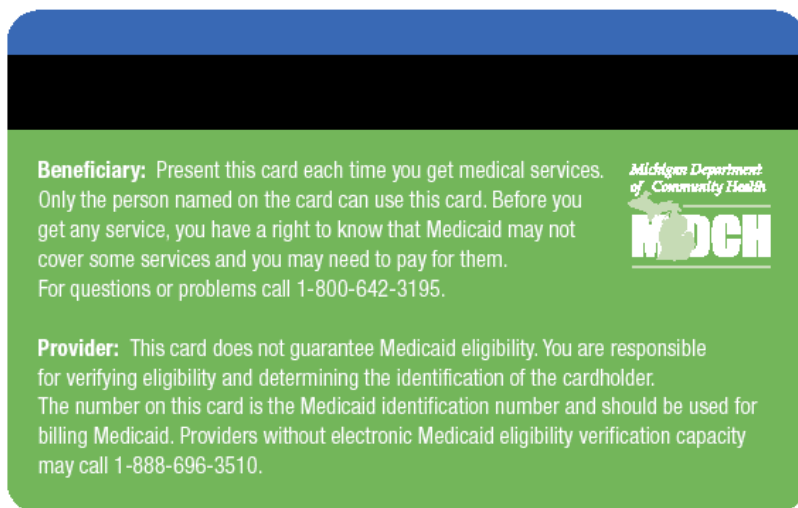 Beneficiary: Present this card each time you get medical services.
Only the person named on the card can use this card. Before you
get any service, you have a right to know that Medicaid may not
cover some services and you may need to pay for them.
For questions or problems call 1-800-642-3195.
Michigan Department
of Community Health
MDCH
Provider: This card does not guarantee Medicaid eligibility. You are responsible
for verifying eligibility and determining the identification of the cardholder.
The number on this card is the Medicaid identification number and should be used for
billing Medicaid. Providers without electronic Medicaid eligibility verification capacity
may call 1-888-696-3510.